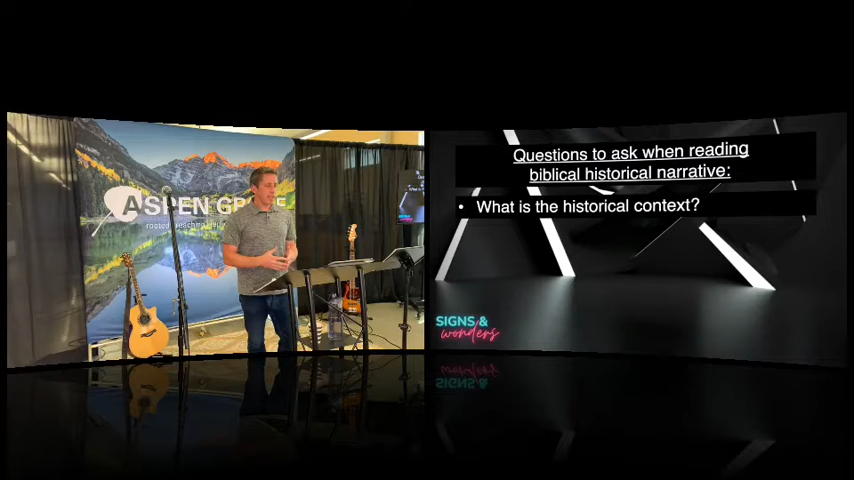 ASPEN GROVE
Questions to ask when reading
biblical historical narrative:
• What is the historical context?
SIGNS &
wonders